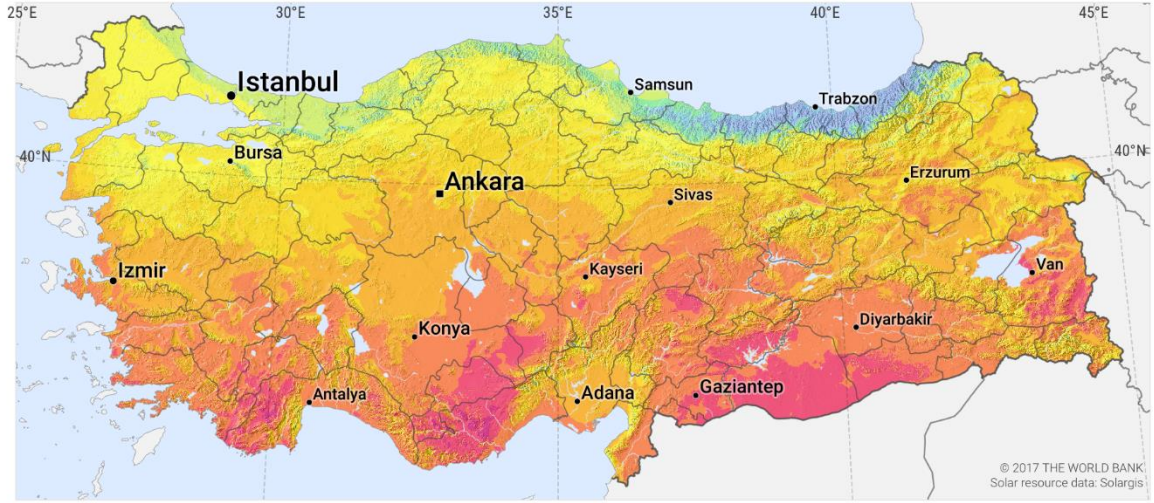 25°E
30°E
35°E
40°E
45°E
Istanbul
Samsun
Trabzon
40°N
Bursa
40°N
Ankara
Erzurum
Sivas
Izmir
Kayseri
Van
Konya
Diyarbakir
Antalya
Adana
Gaziantep
© 2017 THE WORLD BANK
Solar resource data: Solargis